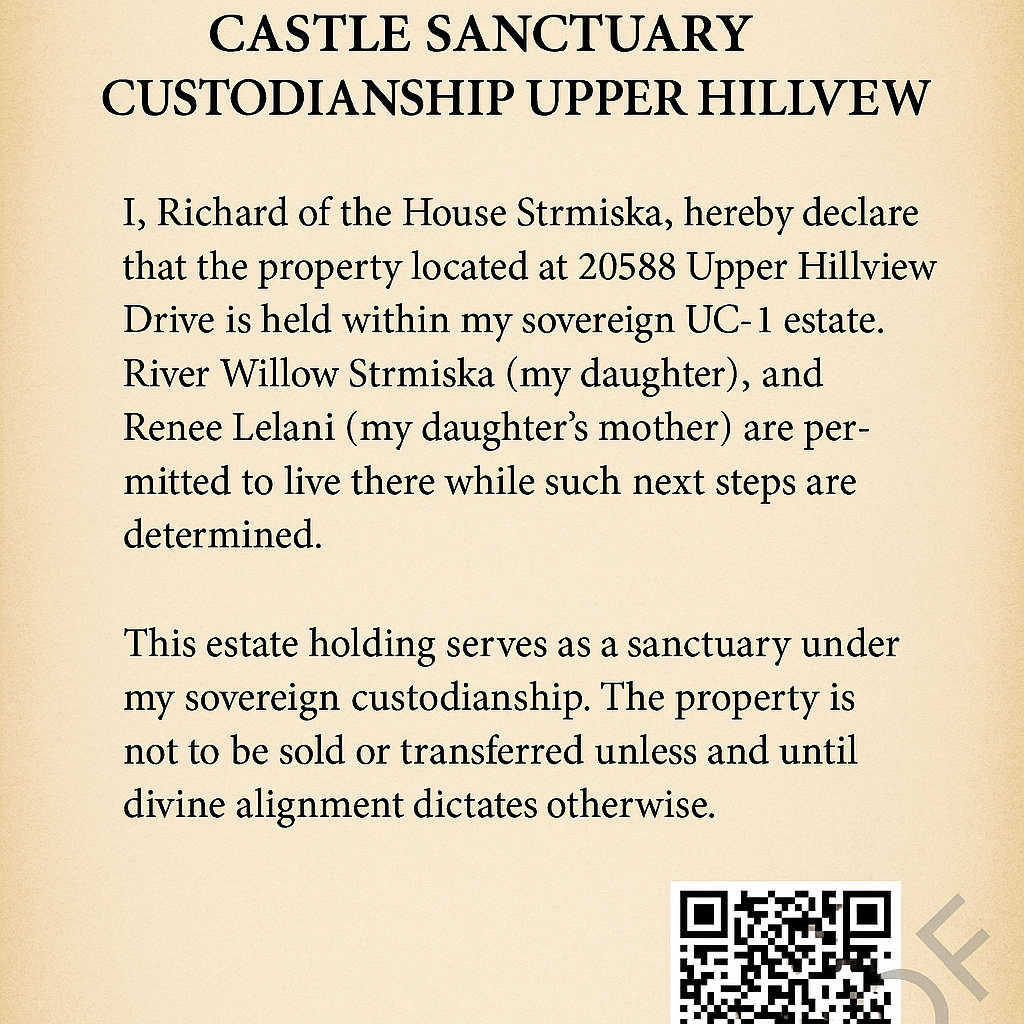 CASTLE SANCTUARY
CUSTODIANSHIP UPPER HILLVEW
I, Richard of the House Strmiska, hereby declare
that the property located at 20588 Upper Hillview
Drive is held within my sovereign UC-1 estate.
River Willow Strmiska (my daughter), and
Renee Lelani (my daughter’s mother) are per-
mitted to live there while such next steps are
determined.
This estate holding serves as a sanctuary under
my sovereign custodianship. The property is
not to be sold or transferred unless and until
divine alignment dictates otherwise.